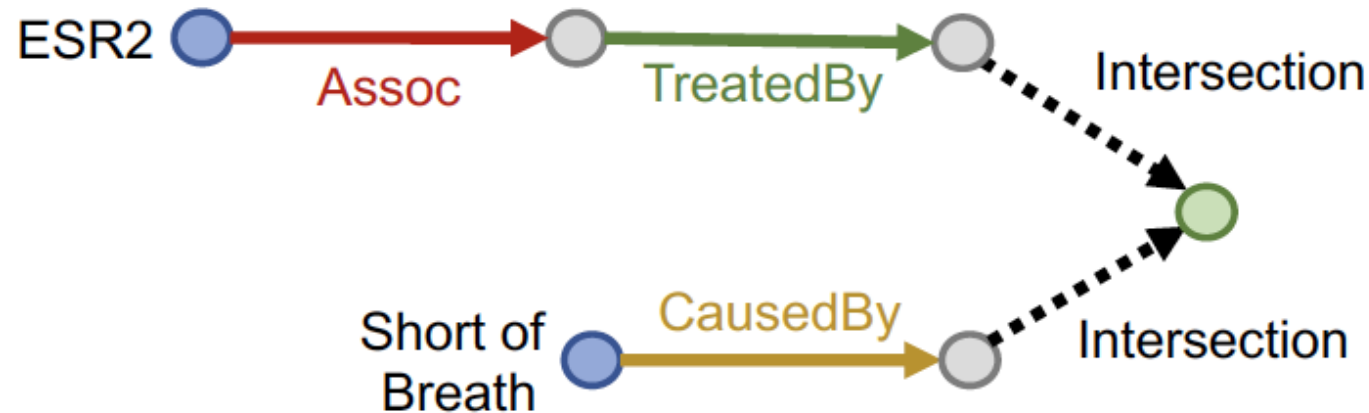 ESR2
Assoc
TreatedBy
Intersection
Short of
Breath
CausedBy
Intersection